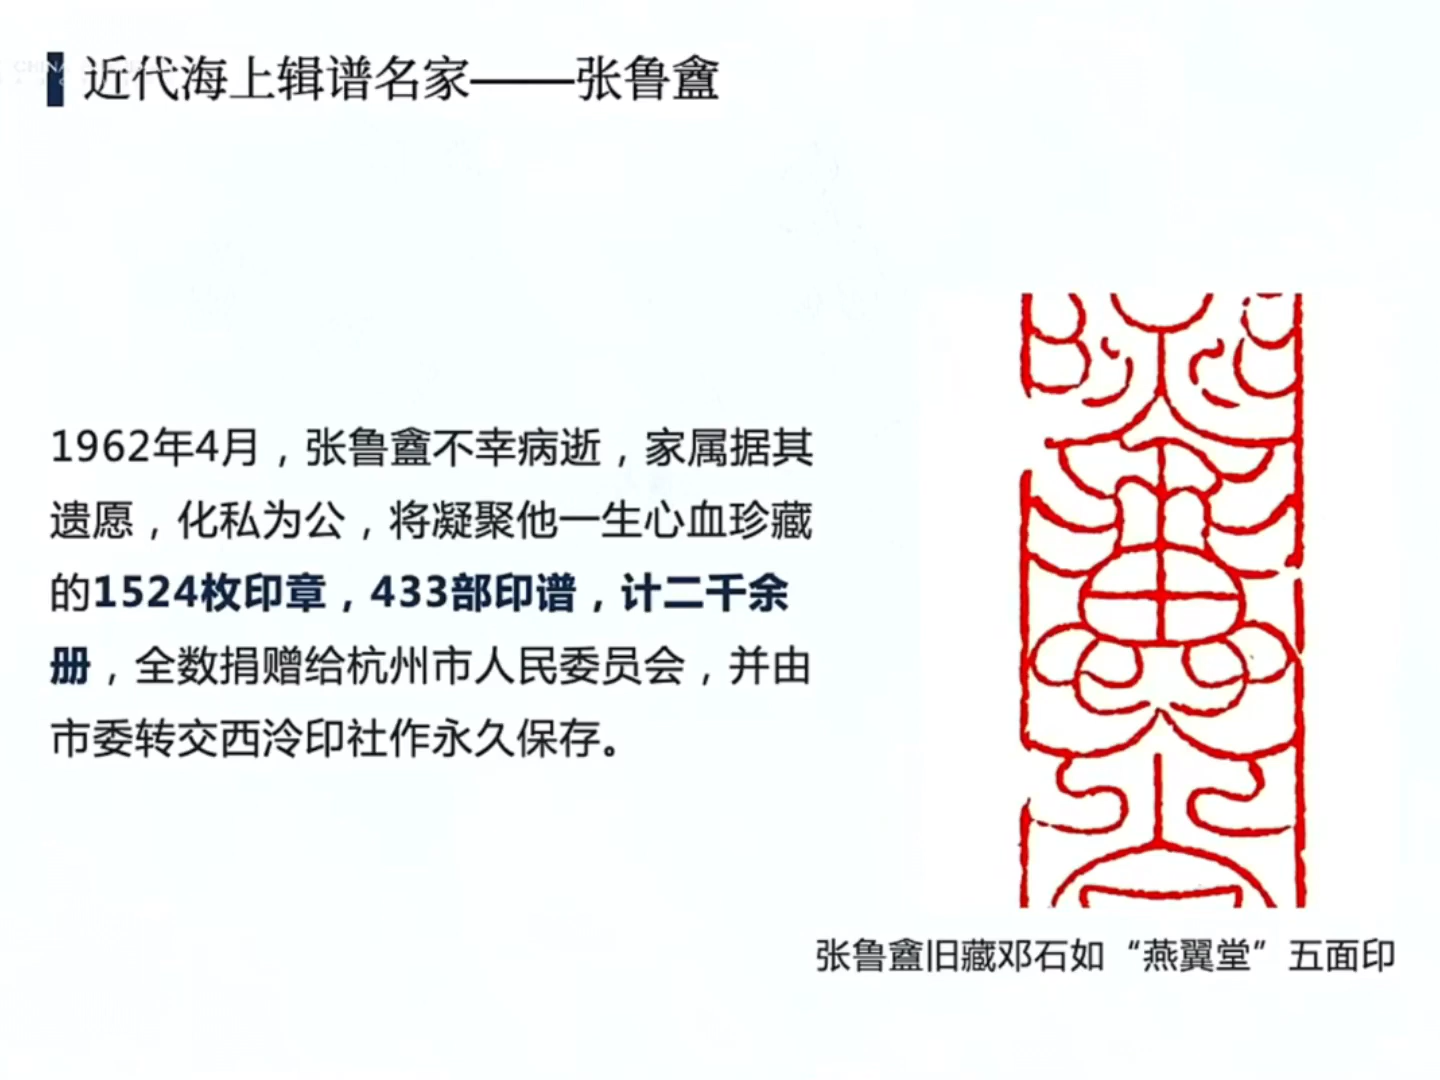 近代海上辑谱名家——张鲁盦
1962年4月，张鲁盦不幸病逝，家属据其
遗愿，化私为公，将凝聚他一生心血珍藏
的1524枚印章，433部印谱，计二千余
册，全数捐赠给杭州市人民委员会，并由
市委转交西泠印社作永久保存。
张鲁盦旧藏邓石如“燕翼堂”五面印